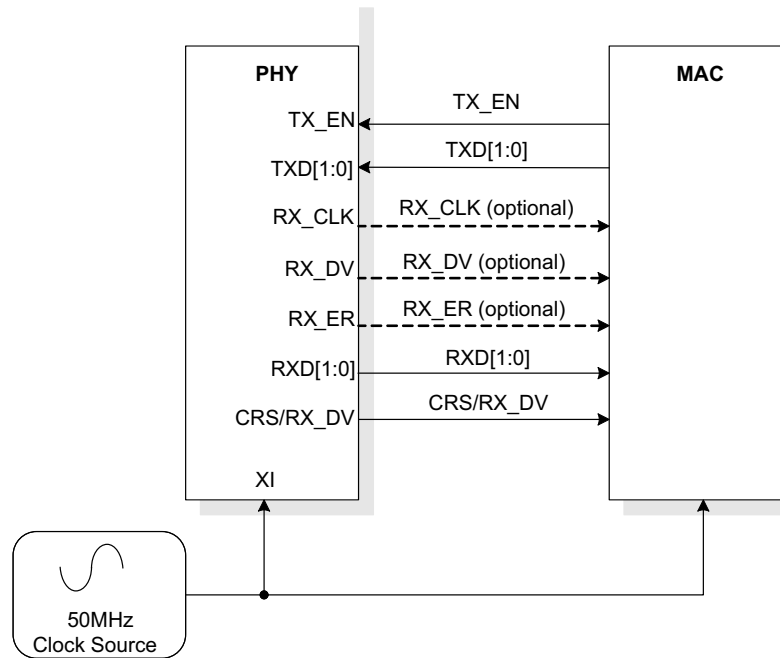 PHY
MAC
TX_EN
TX_EN
TXD[1:0]
TXD[1:0]
RX_CLK
RX_CLK (optional)
RX_DV
RX_DV (optional)
RX_ER
RX_ER (optional)
RXD[1:0]
RXD[1:0]
CRS/RX_DV
CRS/RX_DV
XI
50MHz
Clock Source